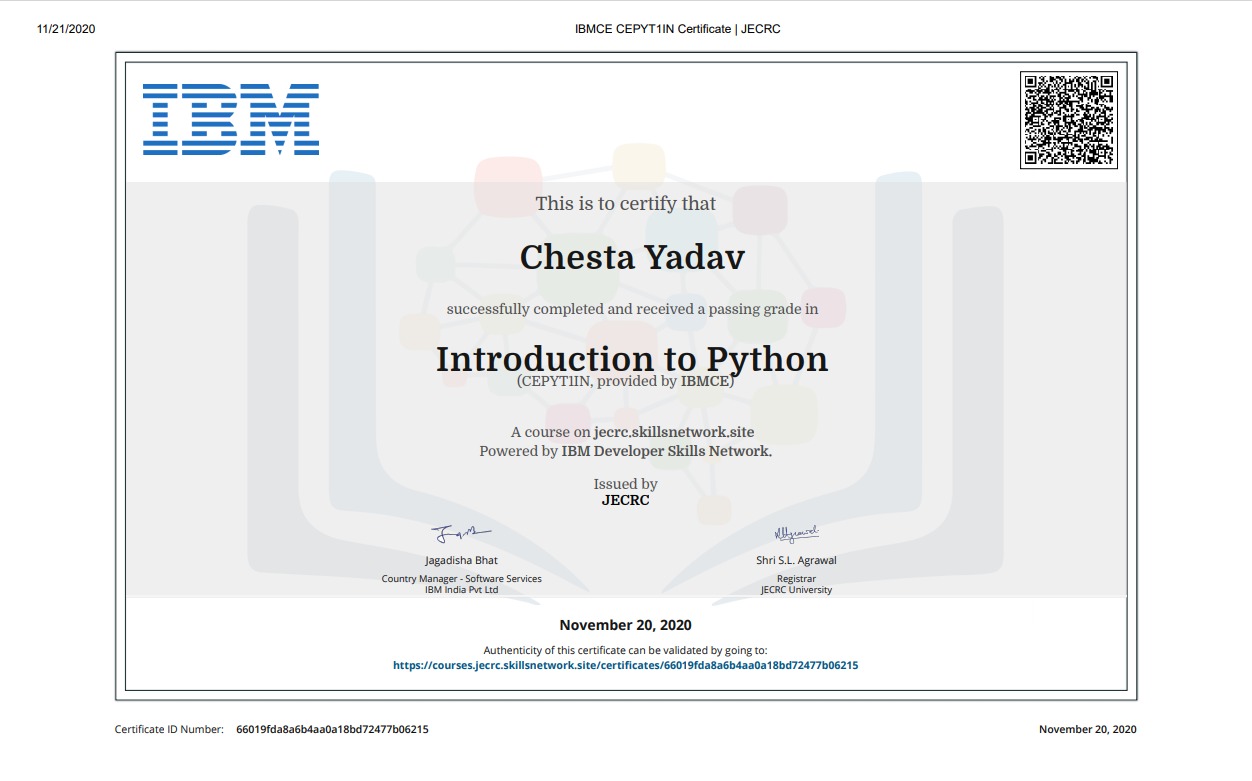 11/21/2020 IBMCE CEPYT1IN Certificate | JECRC
IBM
This is to certify that
Chesta Yadav
successfully completed and received a passing grade in
Introduction to Python
(CEPYT1IN, provided by IBMCE)
A course on jecrc.skillsnetwork.site
Powered by IBM Developer Skills Network.
Issued by
JECRC
Jagadisha Bhat
Country Manager - Software Services
IBM India Pvt Ltd
Shri S.L. Agrawal
Registrar
JECRC University
November 20, 2020
Authenticity of this certificate can be validated by going to:
https://courses.jecrc.skillsnetwork.site/certificates/66019fda8a6b4aa0a18bd72477b06215
Certificate ID Number: 66019fda8a6b4aa0a18bd72477b06215 November 20, 2020